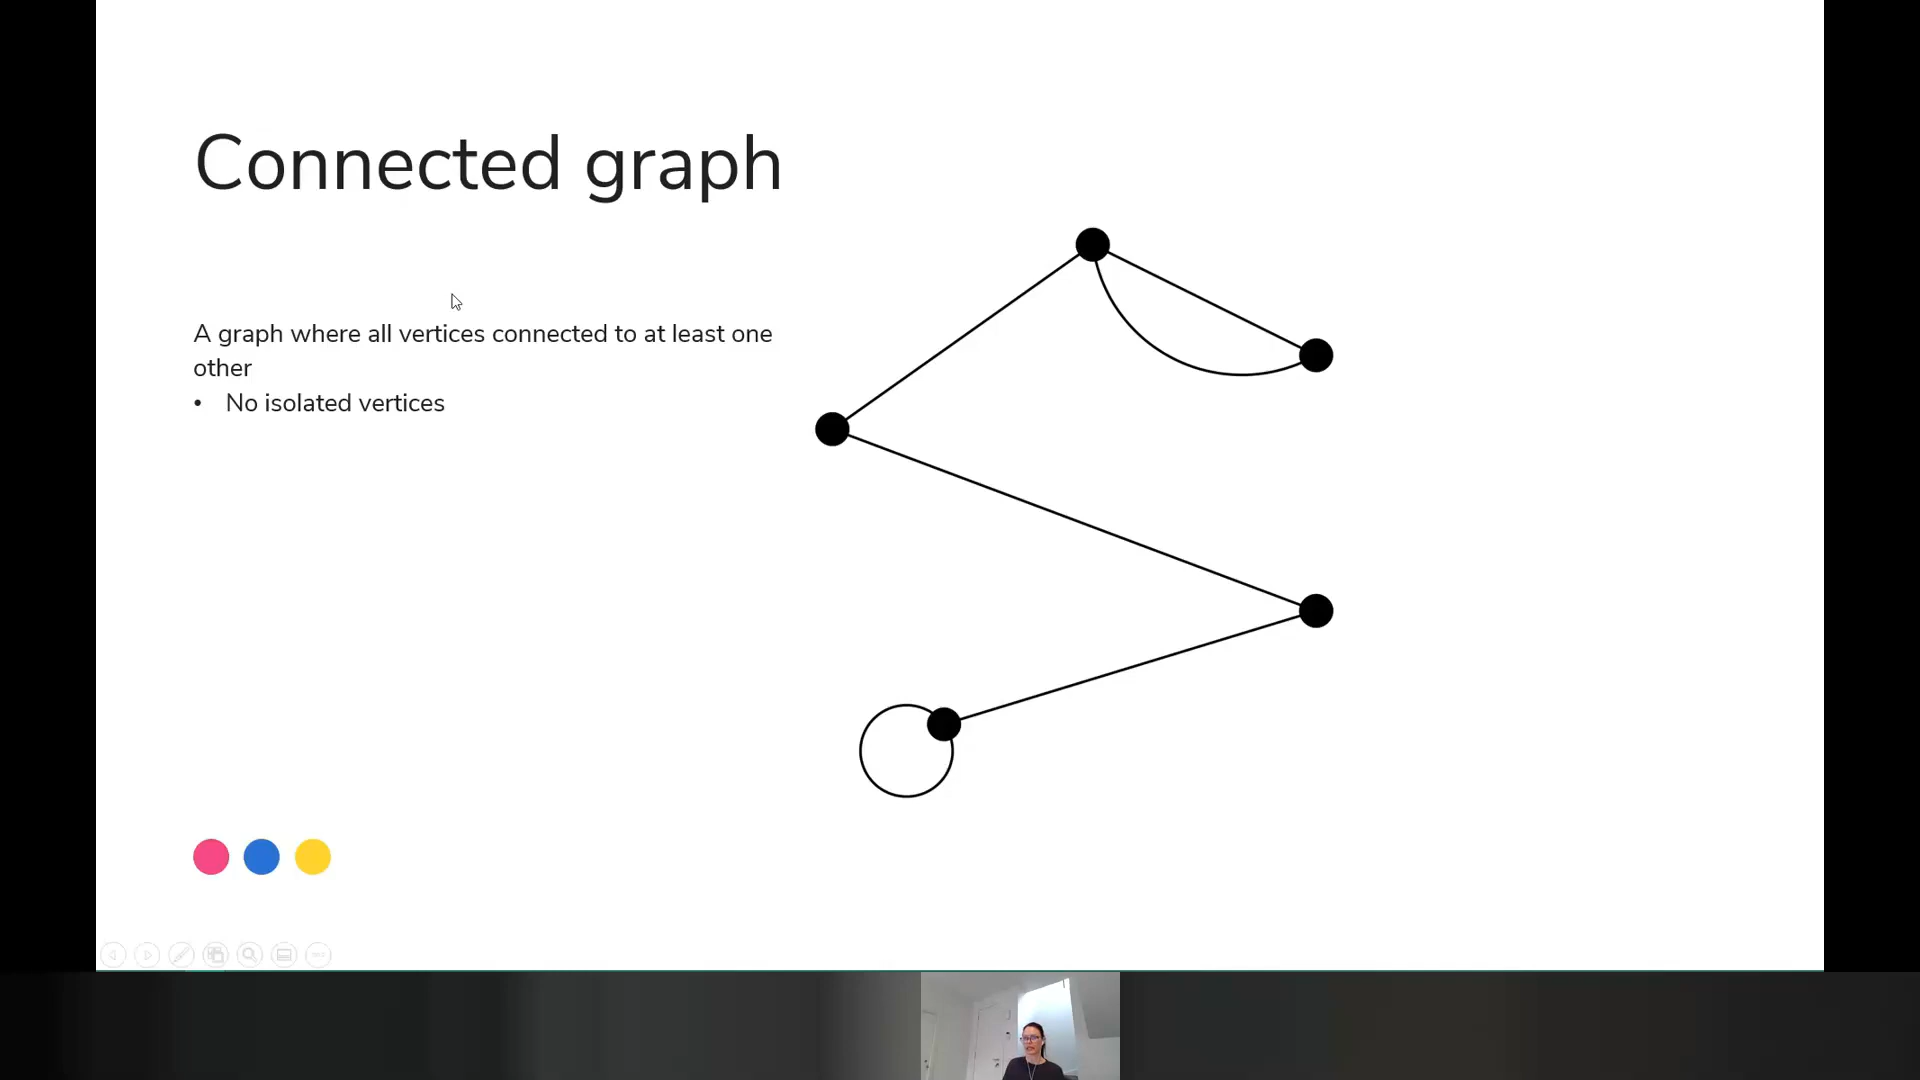 Connected graph
A graph where all vertices connected to at least one
other
• No isolated vertices